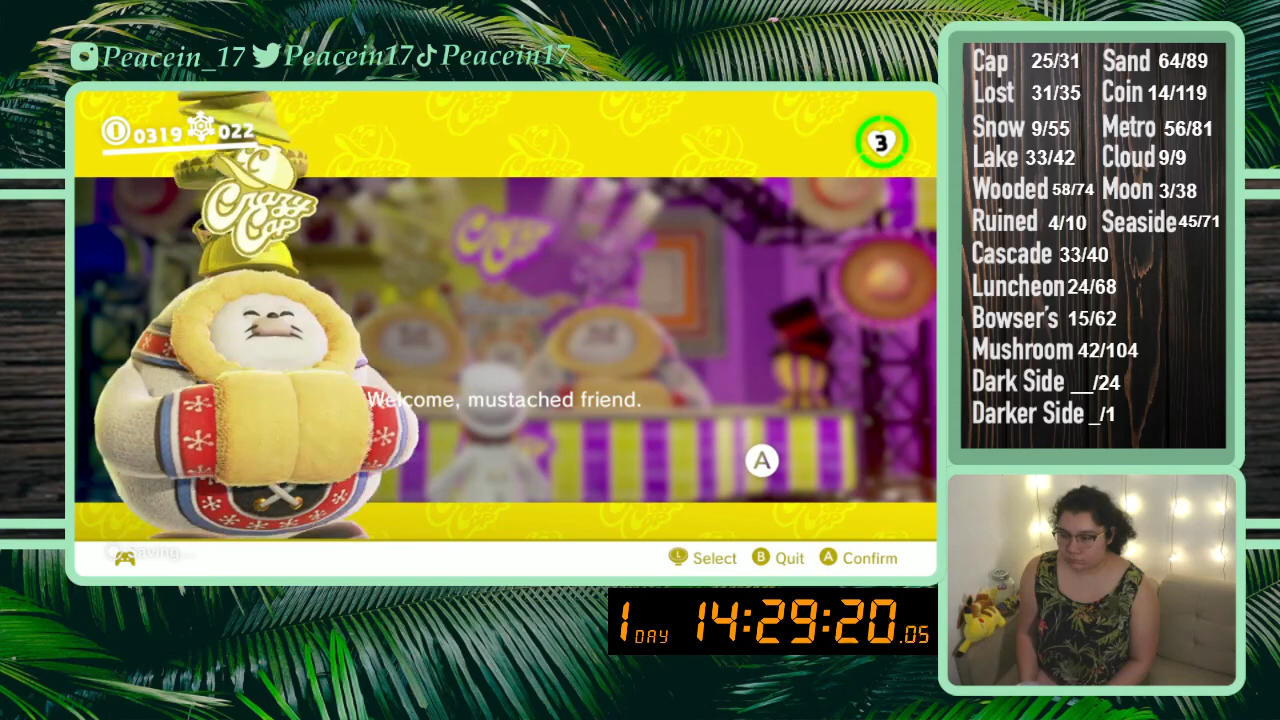 Peacein_17 Peacein17 Peacein17
0319 022
3
Crazy Cap
Crazy Cap
Welcome, mustached friend.
A
Saving...
L Select B Quit A Confirm
1 DAY 14:29:20.05
Cap 25/31 Sand 64/89
Lost 31/35 Coin 14/119
Snow 9/55 Metro 56/81
Lake 33/42 Cloud 9/9
Wooded 58/74 Moon 3/38
Ruined 4/10 Seaside 45/71
Cascade 33/40
Luncheon 24/68
Bowser's 15/62
Mushroom 42/104
Dark Side __/24
Darker Side _/1